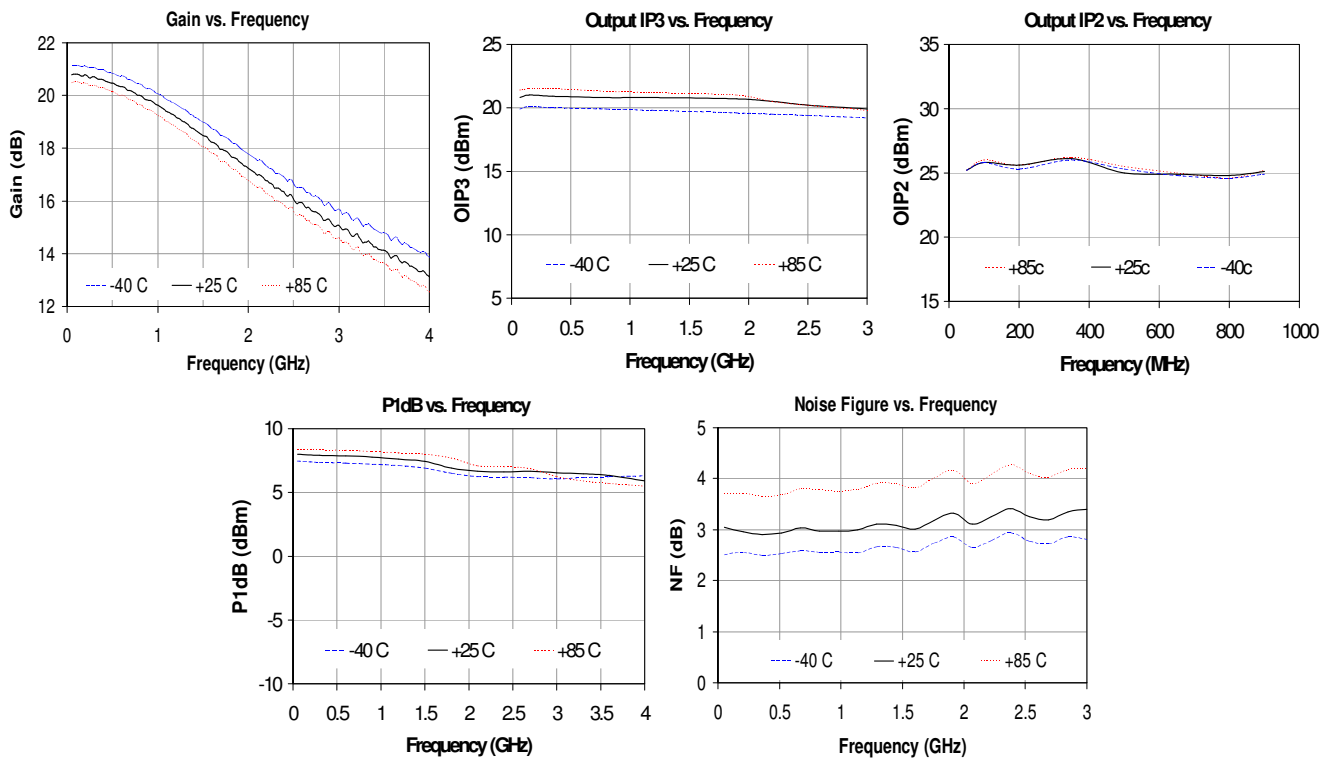 Gain vs. Frequency
22
20
18
16
14
12
Gain (dB)
-40 C +25 C +85 C
0 1 2 3 4
Frequency (GHz)
Output IP3 vs. Frequency
25
20
15
10
5
OIP3 (dBm)
-40 C +25 C +85 C
0 0.5 1 1.5 2 2.5 3
Frequency (GHz)
Output IP2 vs. Frequency
35
30
25
20
15
OIP2 (dBm)
+85c +25c -40c
0 200 400 600 800 1000
Frequency (MHz)
P1dB vs. Frequency
10
5
0
-5
-10
P1dB (dBm)
-40 C +25 C +85 C
0 0.5 1 1.5 2 2.5 3 3.5 4
Frequency (GHz)
Noise Figure vs. Frequency
5
4
3
2
1
0
NF (dB)
-40 C +25 C +85 C
0 0.5 1 1.5 2 2.5 3
Frequency (GHz)